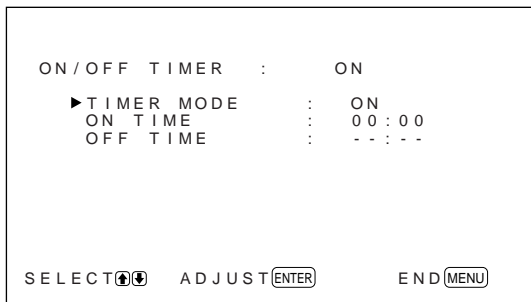 ON/OFF TIMER : ON
▶TIMER MODE : ON
ON TIME : 00:00
OFF TIME : --:--
SELECT⬆⬇ ADJUST ENTER END MENU